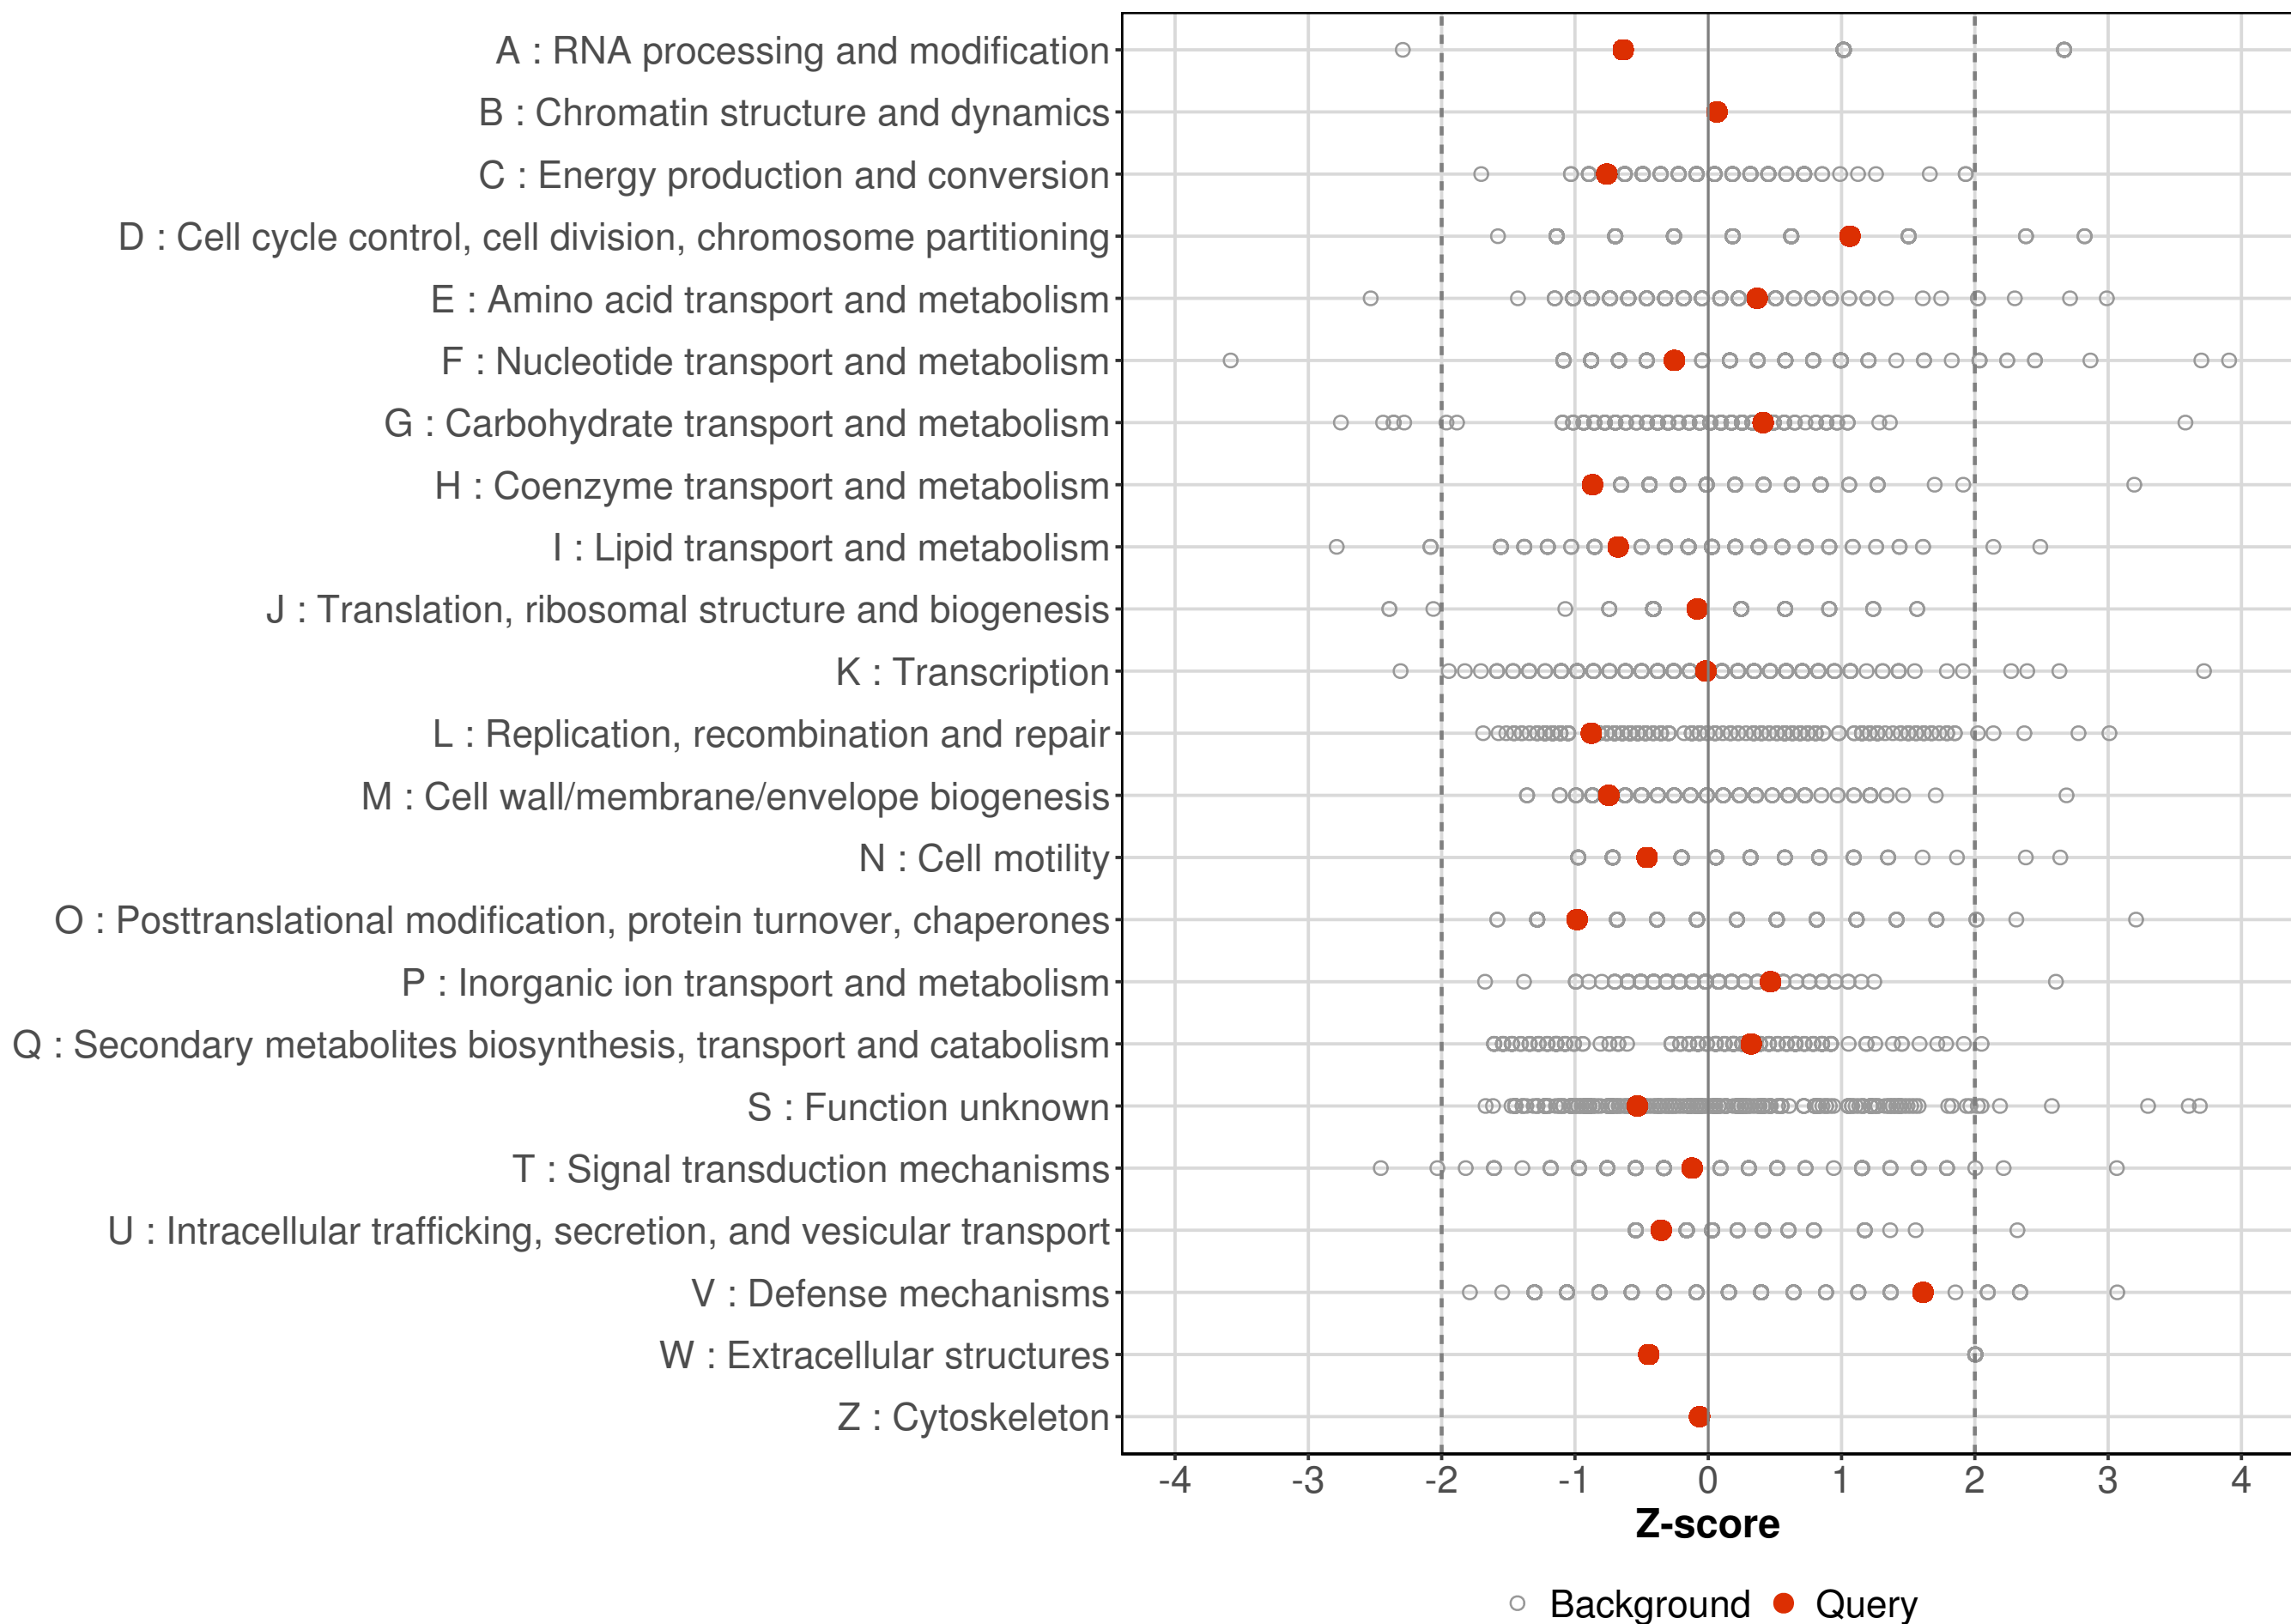 A : RNA processing and modification
B : Chromatin structure and dynamics
C : Energy production and conversion
D : Cell cycle control, cell division, chromosome partitioning
E : Amino acid transport and metabolism
F : Nucleotide transport and metabolism
G : Carbohydrate transport and metabolism
H : Coenzyme transport and metabolism
I : Lipid transport and metabolism
J : Translation, ribosomal structure and biogenesis
K : Transcription
L : Replication, recombination and repair
M : Cell wall/membrane/envelope biogenesis
N : Cell motility
O : Posttranslational modification, protein turnover, chaperones
P : Inorganic ion transport and metabolism
Q : Secondary metabolites biosynthesis, transport and catabolism
S : Function unknown
T : Signal transduction mechanisms
U : Intracellular trafficking, secretion, and vesicular transport
V : Defense mechanisms
W : Extracellular structures
Z : Cytoskeleton
-4 -3 -2 -1 0 1 2 3 4
Z-score
Background Query